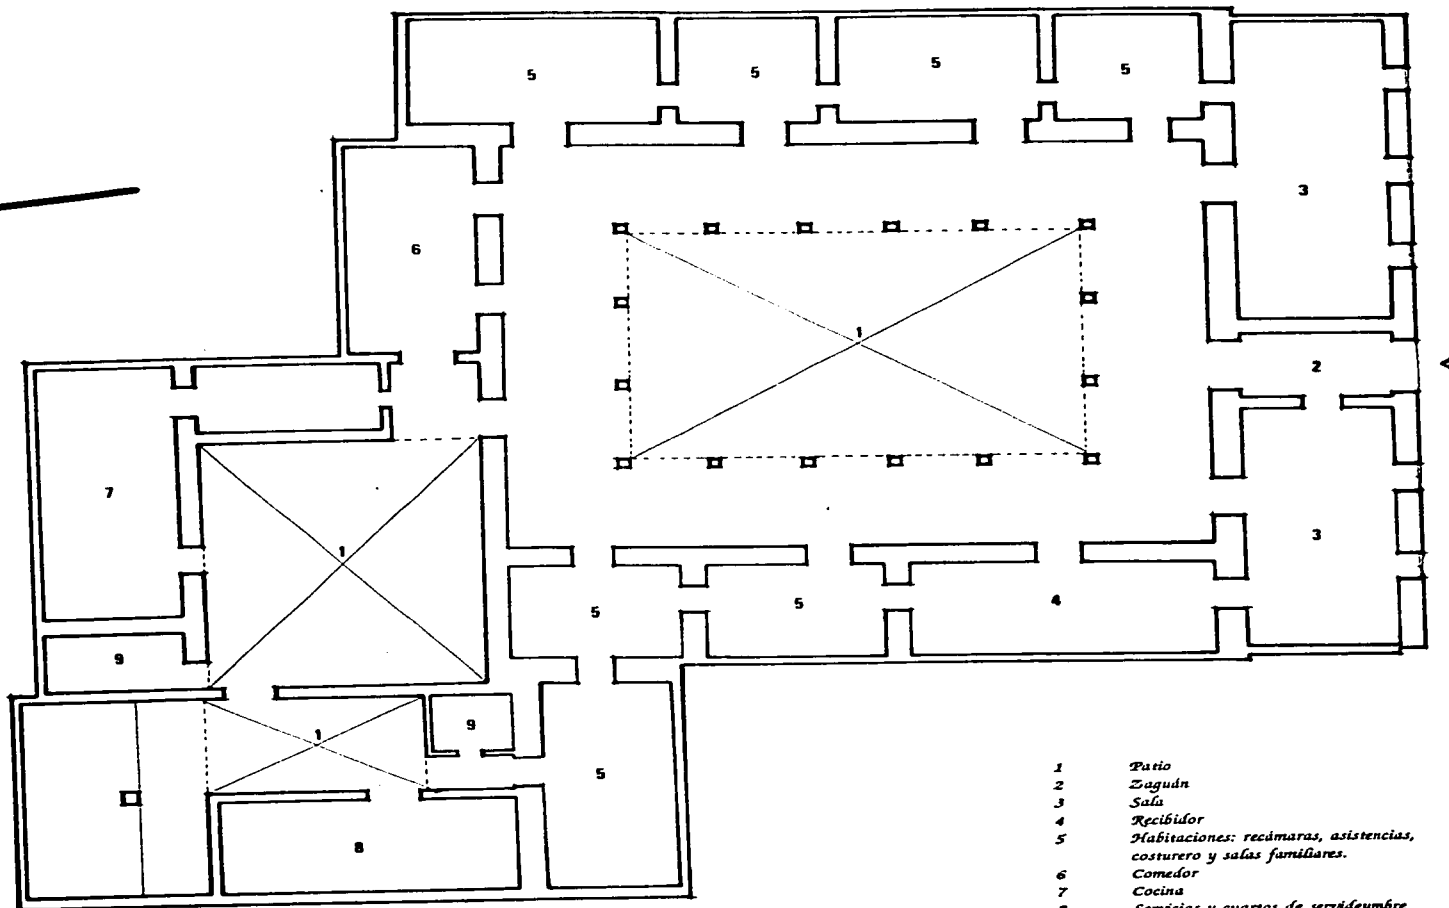 5 5 5 5
3
6
1
2
7
1
3
5 5 4
9
9
1
5
8
1 Patio
2 Zaguán
3 Sala
4 Recibidor
5 Habitaciones: recámaras, asistencias,
costurero y salas familiares.
6 Comedor
7 Cocina